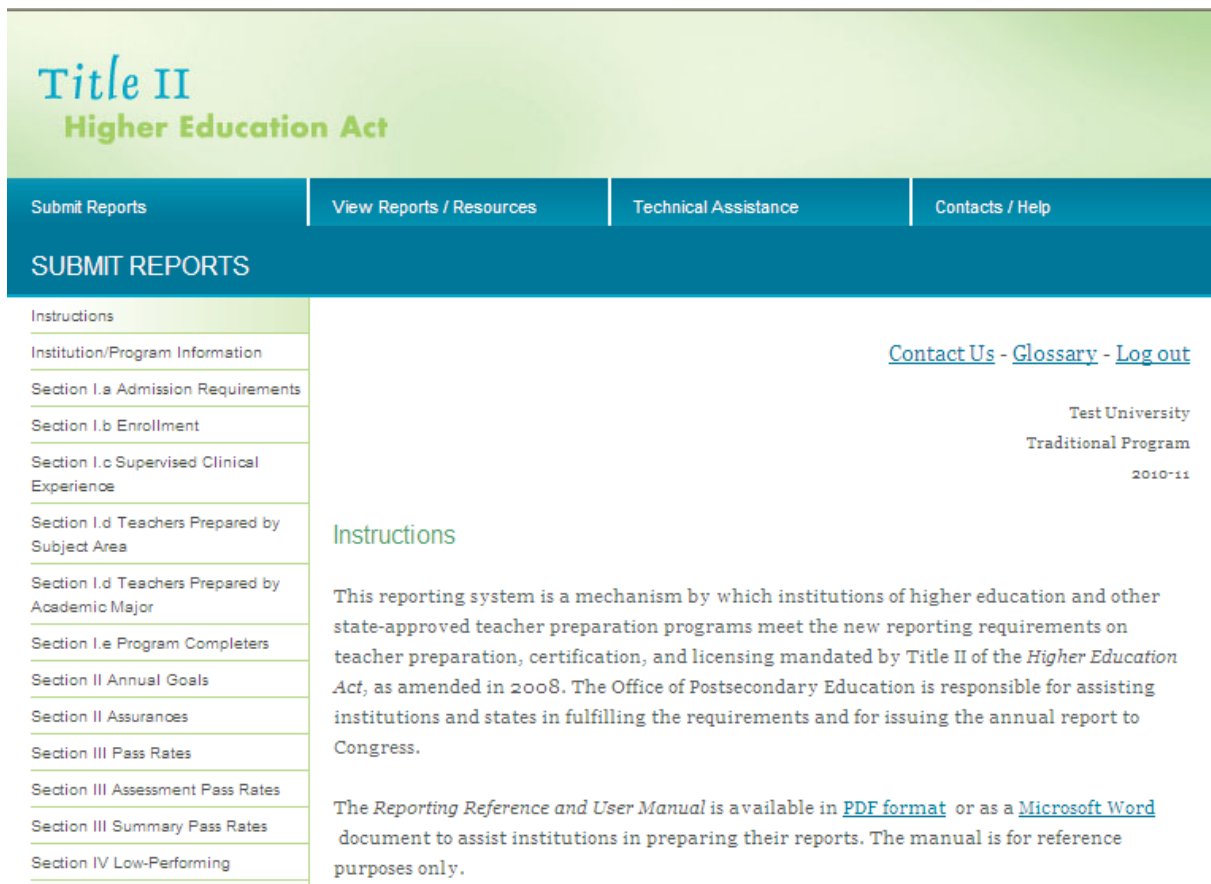 Title II
Higher Education Act
Submit Reports
View Reports / Resources
Technical Assistance
Contacts / Help
SUBMIT REPORTS
Instructions
Institution/Program Information
Section I.a Admission Requirements
Section I.b Enrollment
Section I.c Supervised Clinical
Experience
Section I.d Teachers Prepared by
Subject Area
Section I.d Teachers Prepared by
Academic Major
Section I.e Program Completers
Section II Annual Goals
Section II Assurances
Section III Pass Rates
Section III Assessment Pass Rates
Section III Summary Pass Rates
Section IV Low-Performing
Contact Us - Glossary - Log out
Test University
Traditional Program
2010-11
Instructions
This reporting system is a mechanism by which institutions of higher education and other
state-approved teacher preparation programs meet the new reporting requirements on
teacher preparation, certification, and licensing mandated by Title II of the Higher Education
Act, as amended in 2008. The Office of Postsecondary Education is responsible for assisting
institutions and states in fulfilling the requirements and for issuing the annual report to
Congress.
The Reporting Reference and User Manual is available in PDF format or as a Microsoft Word
document to assist institutions in preparing their reports. The manual is for reference
purposes only.